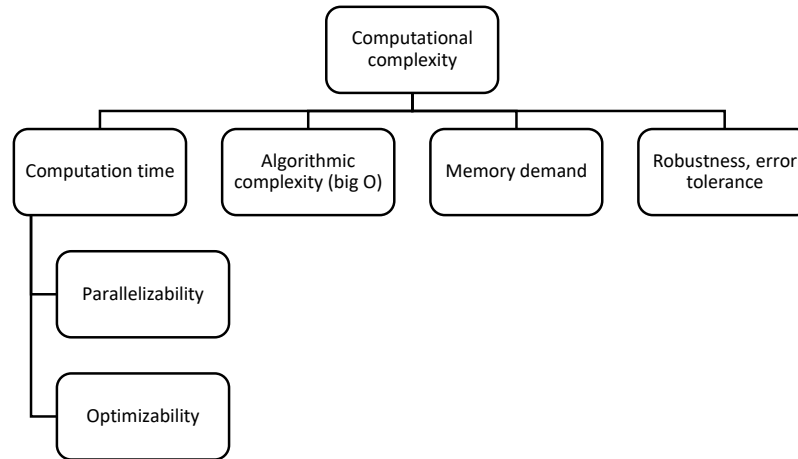 Computational
complexity
Computation time
Algorithmic
complexity (big O)
Memory demand
Robustness, error
tolerance
Parallelizability
Optimizability